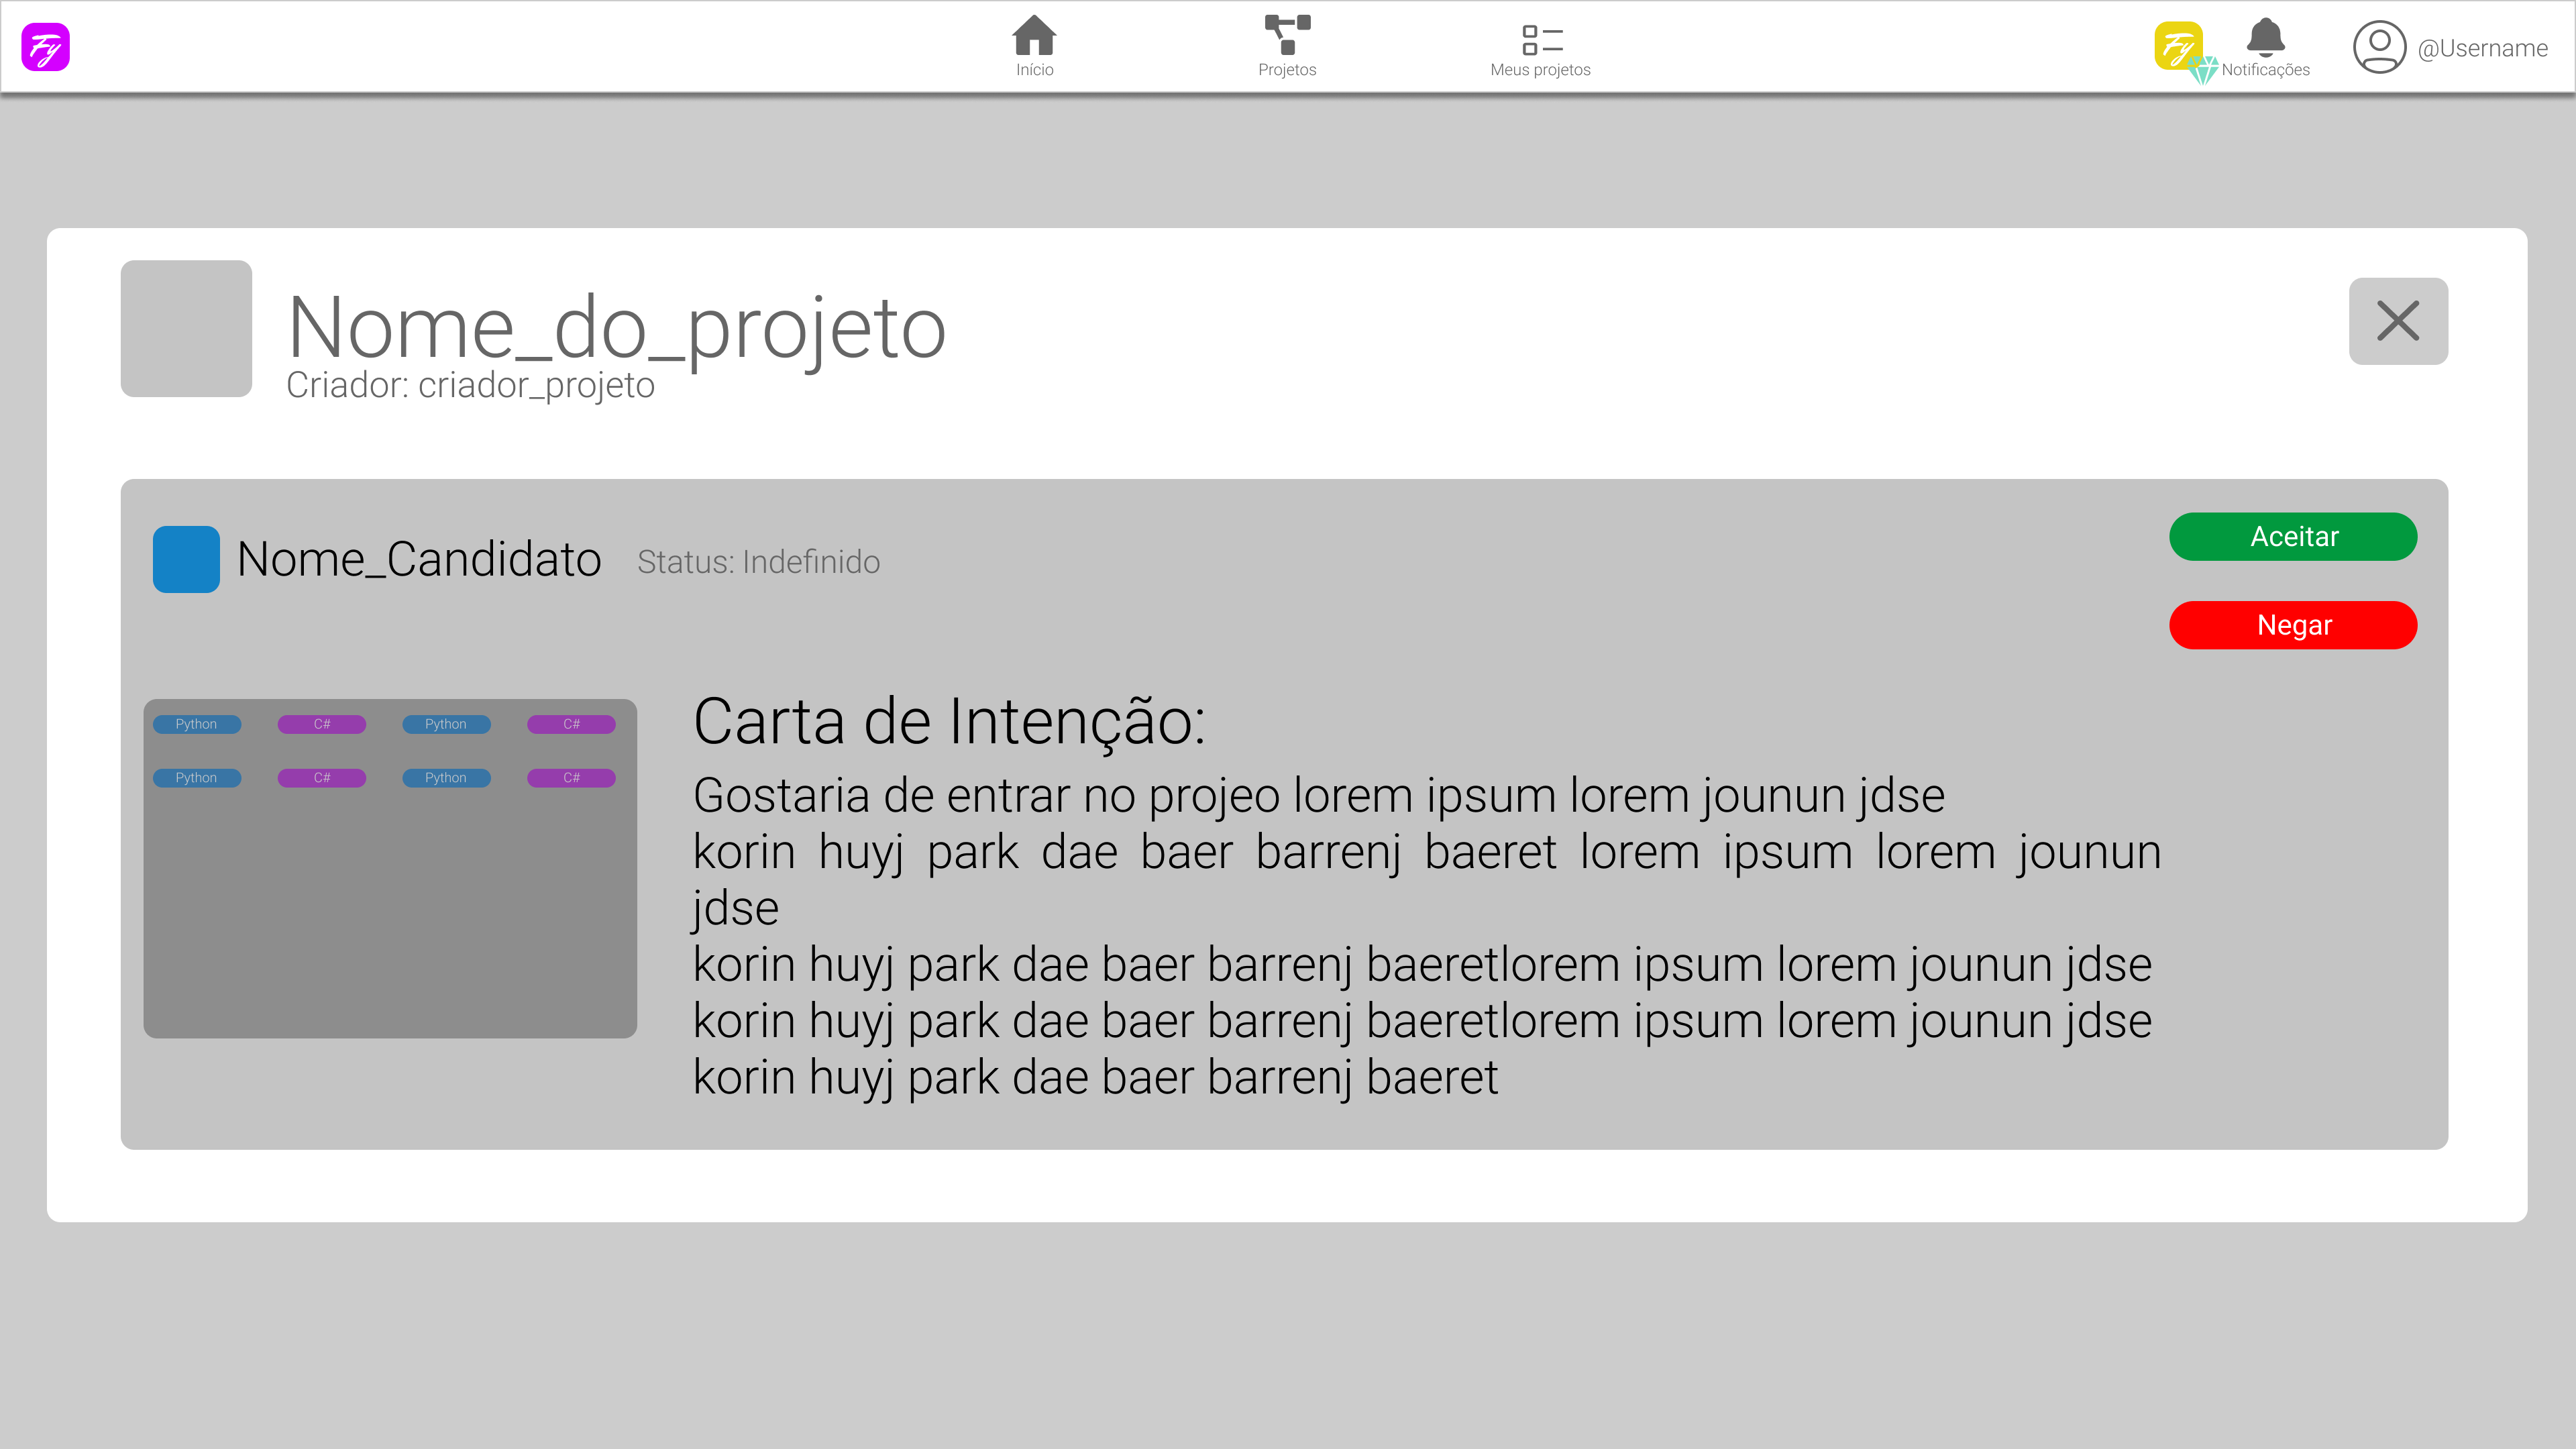 Fy
Início
Projetos
Meus projetos
Fy
Notificações
@Username
Nome_do_projeto
Criador: criador_projeto
Nome_Candidato
Status: Indefinido
Aceitar
Negar
Python C# Python C#
Python C# Python C#
Carta de Intenção:
Gostaria de entrar no projeo lorem ipsum lorem jounun jdse
korin huyj park dae baer barrenj baeret lorem ipsum lorem jounun
jdse
korin huyj park dae baer barrenj baeretlorem ipsum lorem jounun jdse
korin huyj park dae baer barrenj baeretlorem ipsum lorem jounun jdse
korin huyj park dae baer barrenj baeret